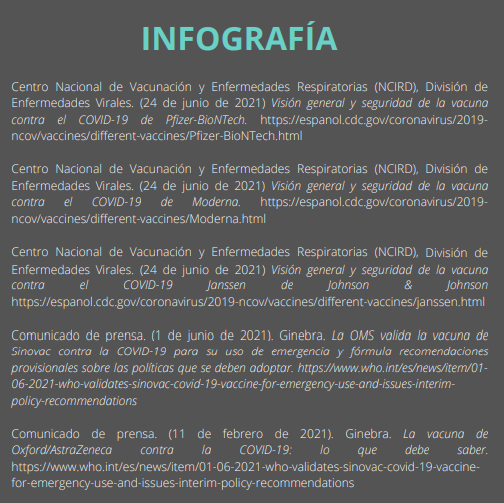 INFOGRAFÍA
Centro Nacional de Vacunación y Enfermedades Respiratorias (NCIRD), División de
Enfermedades Virales. (24 de junio de 2021) Visión general y seguridad de la vacuna
contra el COVID-19 de Pfizer-BioNTech. https://espanol.cdc.gov/coronavirus/2019-
ncov/vaccines/different-vaccines/Pfizer-BioNTech.html
Centro Nacional de Vacunación y Enfermedades Respiratorias (NCIRD), División de
Enfermedades Virales. (24 de junio de 2021) Visión general y seguridad de la vacuna
contra el COVID-19 de Moderna. https://espanol.cdc.gov/coronavirus/2019-
ncov/vaccines/different-vaccines/Moderna.html
Centro Nacional de Vacunación y Enfermedades Respiratorias (NCIRD), División de
Enfermedades Virales. (24 de junio de 2021) Visión general y seguridad de la vacuna
contra el COVID-19 Janssen de Johnson & Johnson
https://espanol.cdc.gov/coronavirus/2019-ncov/vaccines/different-vaccines/janssen.html
Comunicado de prensa. (1 de junio de 2021). Ginebra. La OMS valida la vacuna de
Sinovac contra la COVID-19 para su uso de emergencia y fórmula recomendaciones
provisionales sobre las políticas que se deben adoptar. https://www.who.int/es/news/item/01-
06-2021-who-validates-sinovac-covid-19-vaccine-for-emergency-use-and-issues-interim-
policy-recommendations
Comunicado de prensa. (11 de febrero de 2021). Ginebra. La vacuna de
Oxford/AstraZeneca contra la COVID-19: lo que debe saber.
https://www.who.int/es/news/item/01-06-2021-who-validates-sinovac-covid-19-vaccine-
for-emergency-use-and-issues-interim-policy-recommendations